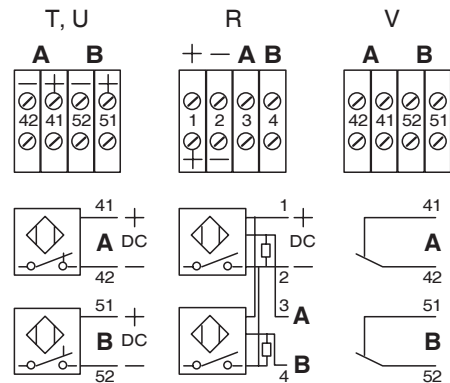 T, U R V
A B + — A B A B
— + — +
42 41 52 51 1 2 3 4 42 41 52 51
+ —
41 + 1 + 41
A DC DC A
42 — 2 — 42
3 A
51 + 51
B DC B B
52 — 4 52